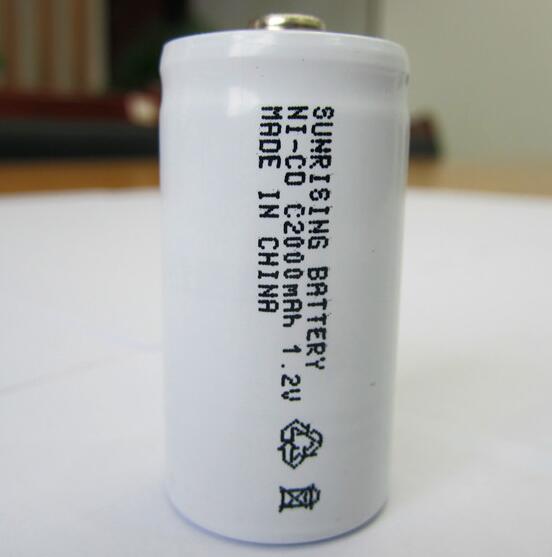 SUNRISING BATTERY
NI-CD C2000mAh 1.2V
MADE IN CHINA